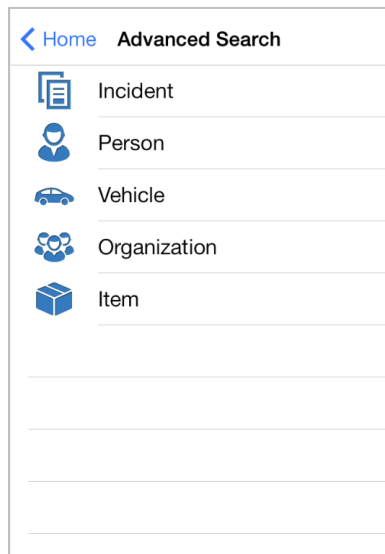 Home Advanced Search
Incident
Person
Vehicle
Organization
Item